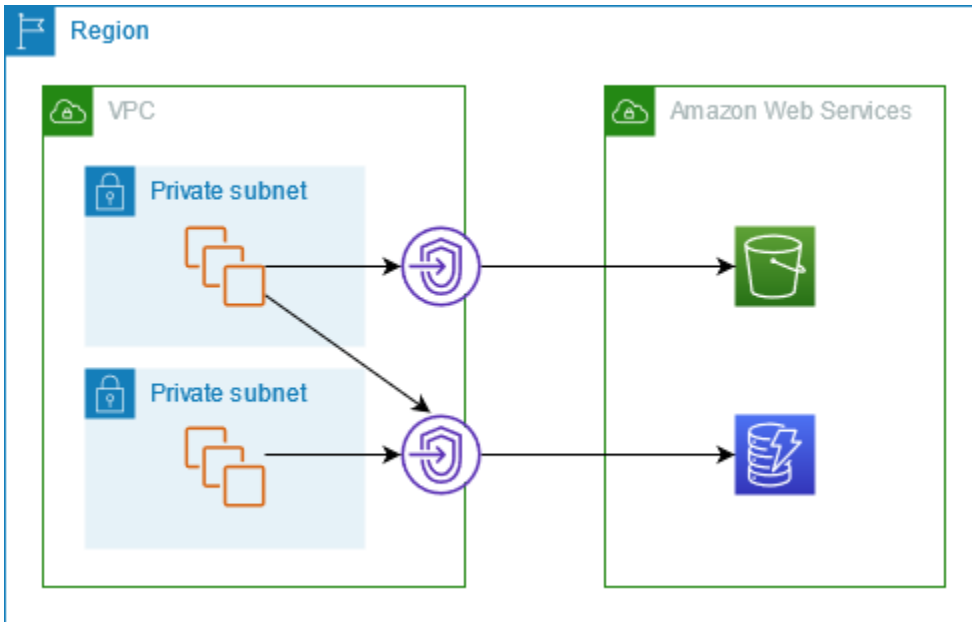 Region
VPC
Amazon Web Services
Private subnet
Private subnet